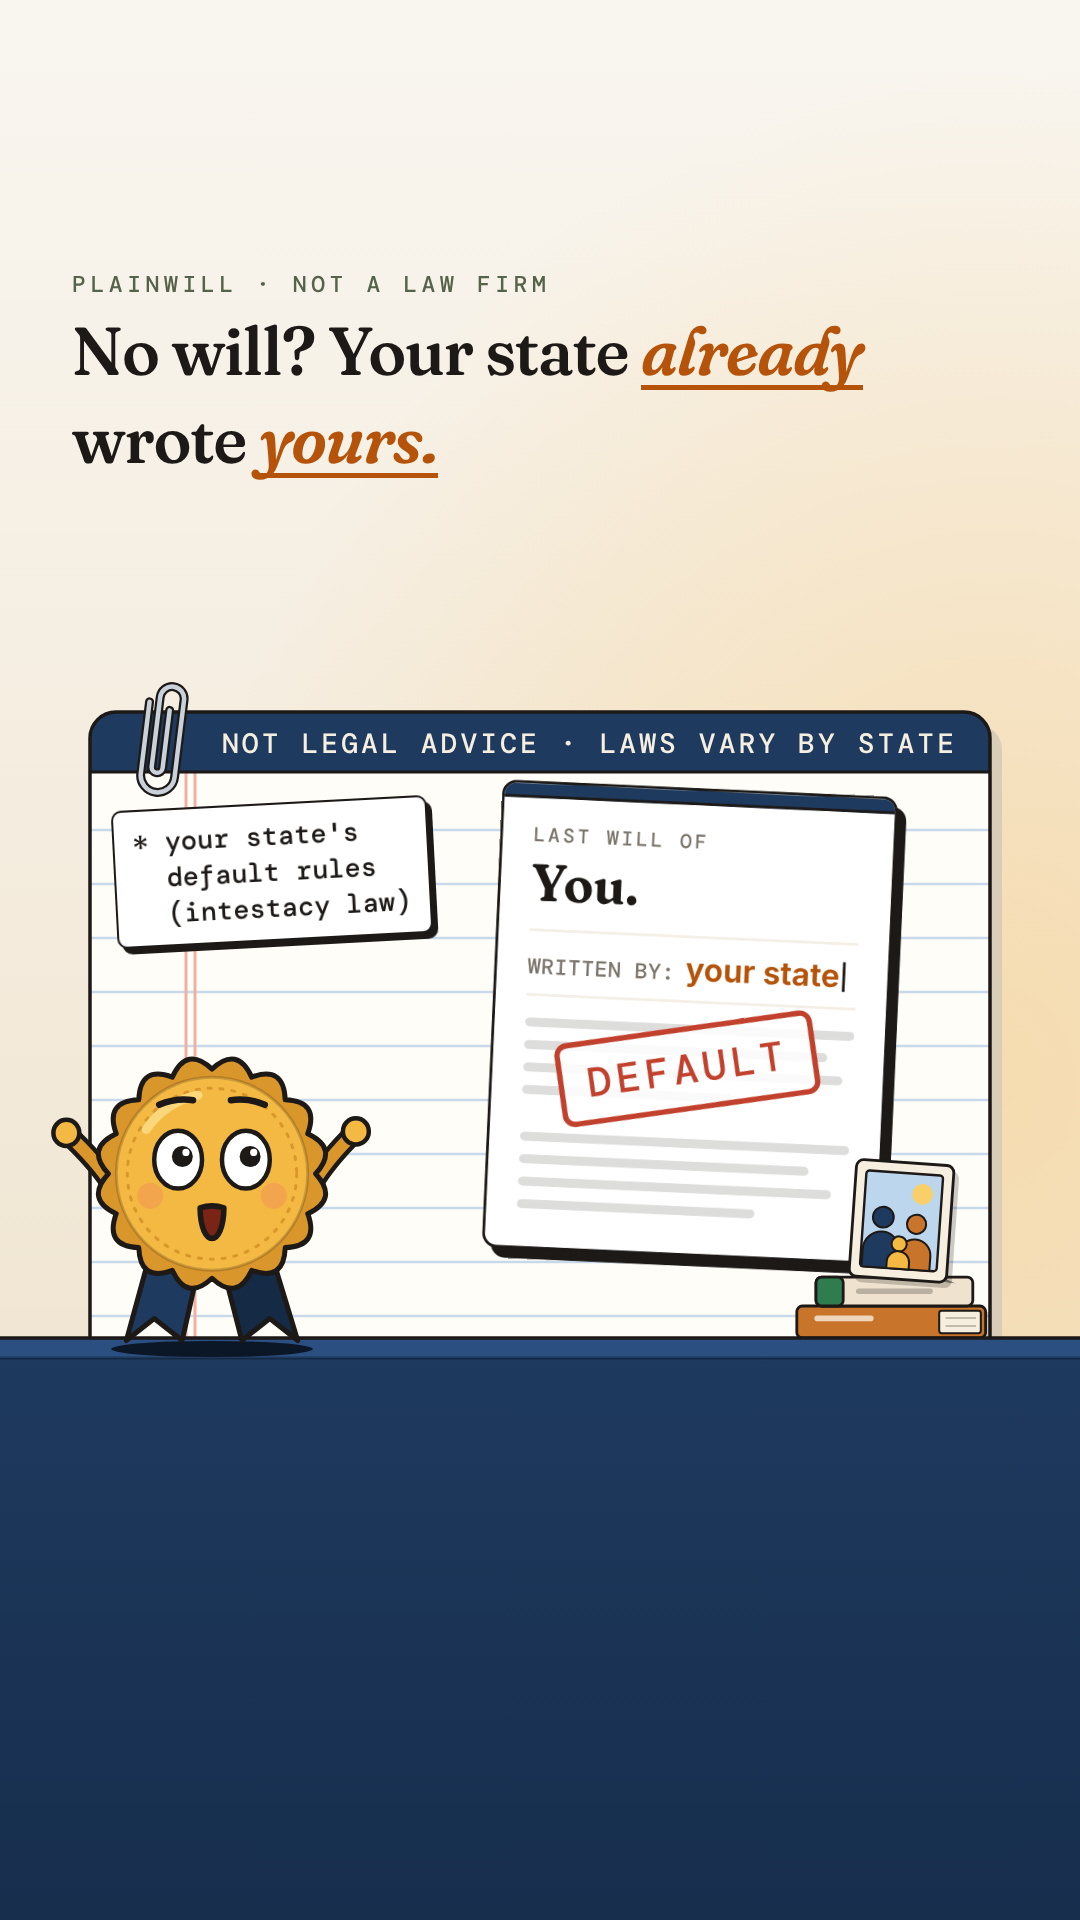 PLAINWILL · NOT A LAW FIRM
No will? Your state already
wrote yours.
NOT LEGAL ADVICE · LAWS VARY BY STATE
* your state's
default rules
(intestacy law)
LAST WILL OF
You.
WRITTEN BY: your state
DEFAULT